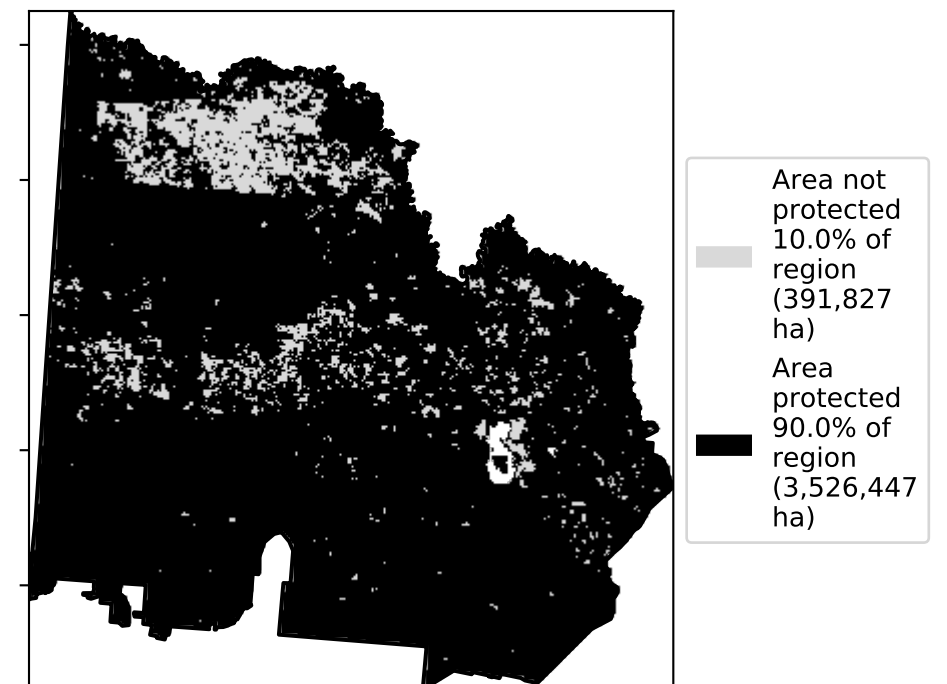 Area not
protected
10.0% of
region
(391,827
ha)
Area
protected
90.0% of
region
(3,526,447
ha)